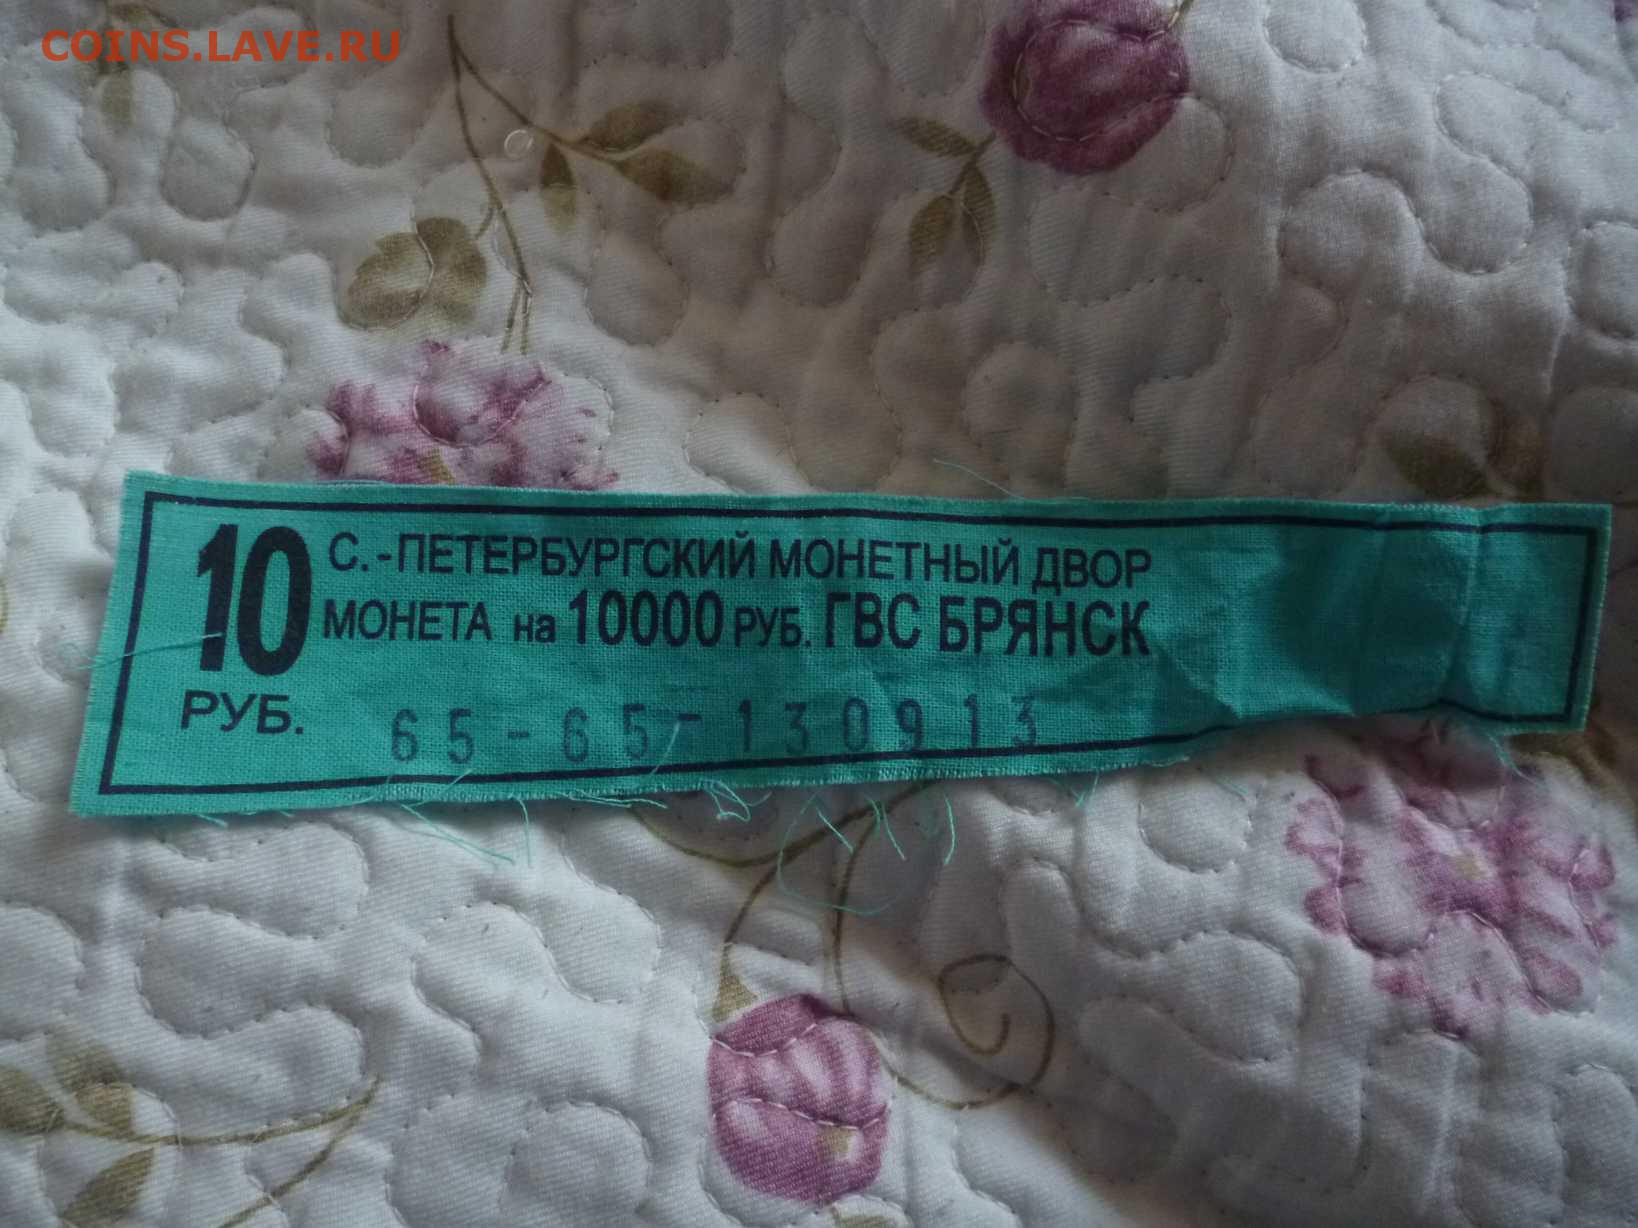 COINS.LAVE.RU
10 РУБ.
С.-ПЕТЕРБУРГСКИЙ МОНЕТНЫЙ ДВОР
МОНЕТА на 10000 РУБ. ГВС БРЯНСК
65-65-130913